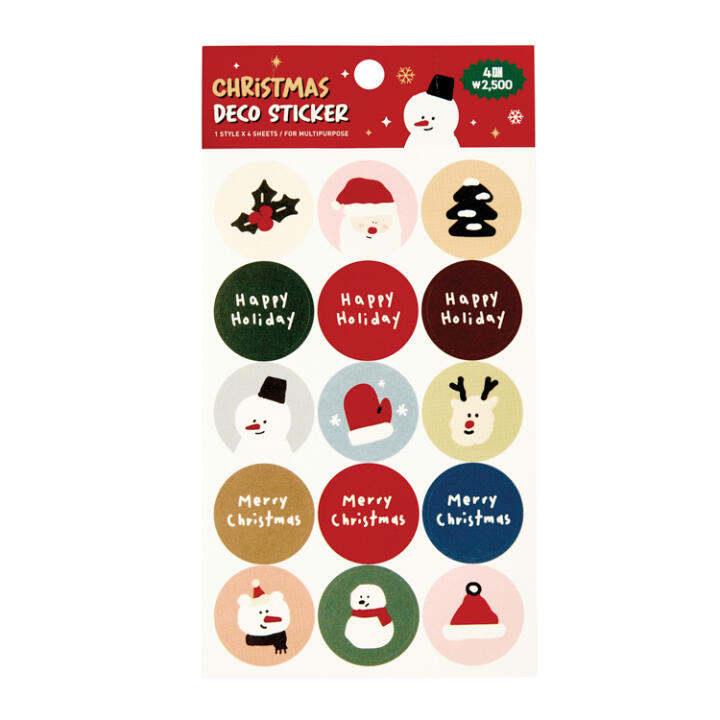 CHRISTMAS
DECO STICKER
1 STYLE X 4 SHEETS / FOR MULTIPURPOSE
4매
₩2,500
Happy
Holiday
Happy
Holiday
Happy
Holiday
Merry
Christmas
Merry
Christmas
Merry
Christmas